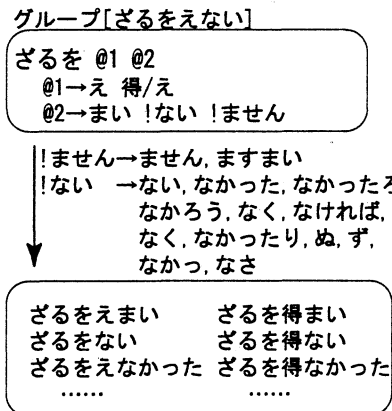 グループ[ざるをえない]
ざるを @1 @2
@1→え 得/え
@2→まい !ない !ません
!ません→ません, ますまい
!ない →ない, なかった, なかったろ
なかろう, なく, なければ,
なく, なかったり, ぬ, ず,
なかっ, なさ
ざるをえまい ざるを得まい
ざるをない ざるを得ない
ざるをえなかった ざるを得なかった
…… ……